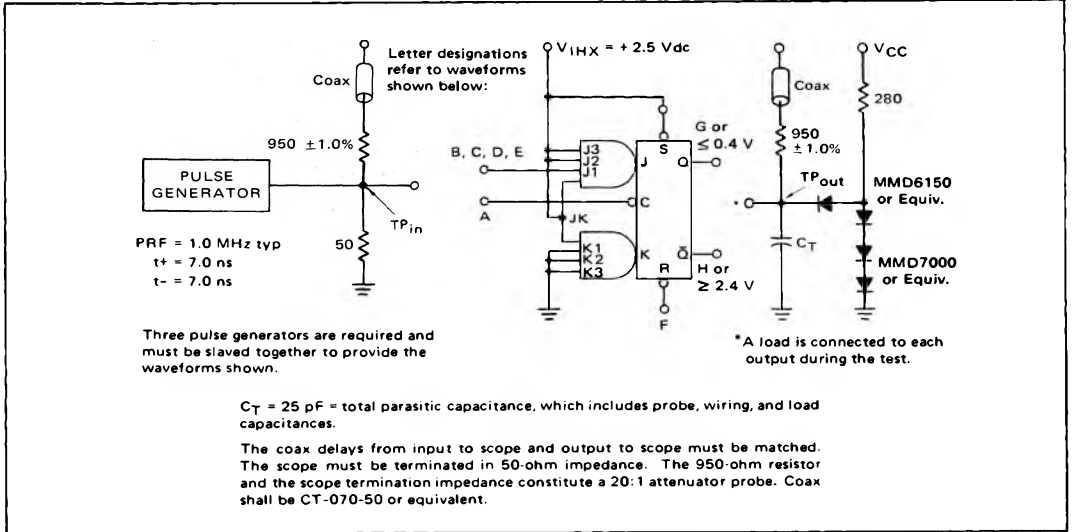 Letter designations
refer to waveforms
shown below:
Coax
950 ±1.0%
PULSE
GENERATOR
TPin
50
PRF = 1.0 MHz typ
t+ = 7.0 ns
t- = 7.0 ns
Three pulse generators are required and
must be slaved together to provide the
waveforms shown.
VIHX = + 2.5 Vdc
B, C, D, E
A
J3
J2
J1
JK
K1
K2
K3
S
J
Q
C
K
Q̄
R
F
G or
≤ 0.4 V
H or
≥ 2.4 V
Coax
950
± 1.0%
TPout
*
CT
VCC
280
MMD6150
or Equiv.
MMD7000
or Equiv.
*A load is connected to each
output during the test.
CT = 25 pF = total parasitic capacitance, which includes probe, wiring, and load
capacitances.
The coax delays from input to scope and output to scope must be matched.
The scope must be terminated in 50-ohm impedance. The 950-ohm resistor
and the scope termination impedance constitute a 20:1 attenuator probe. Coax
shall be CT-070-50 or equivalent.